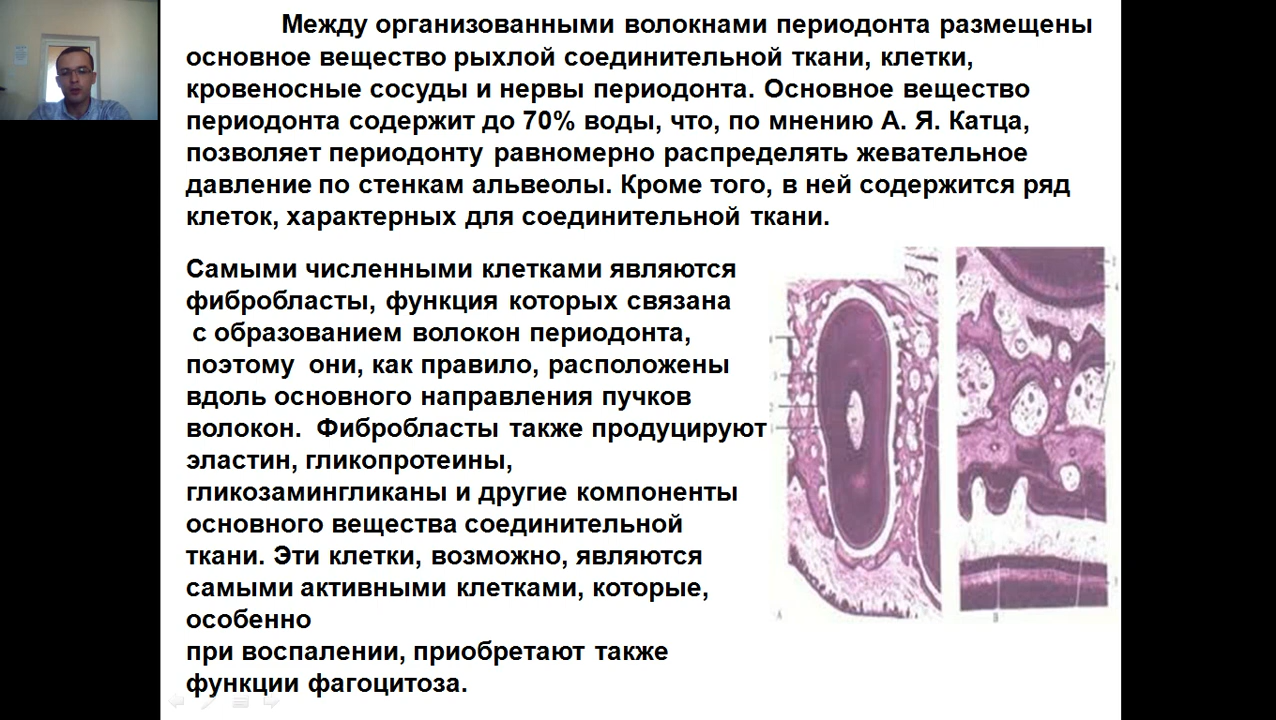 Между организованными волокнами периодонта размещены
основное вещество рыхлой соединительной ткани, клетки,
кровеносные сосуды и нервы периодонта. Основное вещество
периодонта содержит до 70% воды, что, по мнению А. Я. Катца,
позволяет периодонту равномерно распределять жевательное
давление по стенкам альвеолы. Кроме того, в ней содержится ряд
клеток, характерных для соединительной ткани.
Самыми численными клетками являются
фибробласты, функция которых связана
с образованием волокон периодонта,
поэтому они, как правило, расположены
вдоль основного направления пучков
волокон. Фибробласты также продуцируют
эластин, гликопротеины,
гликозамингликаны и другие компоненты
основного вещества соединительной
ткани. Эти клетки, возможно, являются
самыми активными клетками, которые,
особенно
при воспалении, приобретают также
функции фагоцитоза.